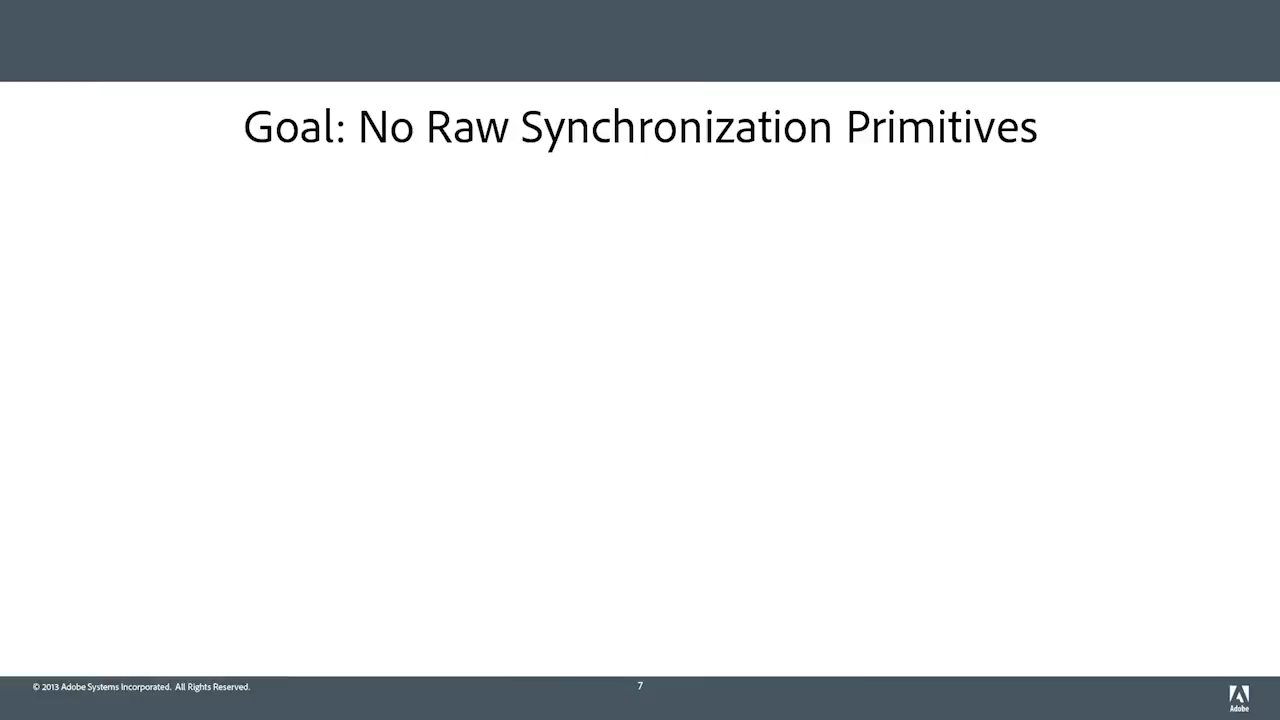 Goal: No Raw Synchronization Primitives
© 2013 Adobe Systems Incorporated. All Rights Reserved.
7
Adobe